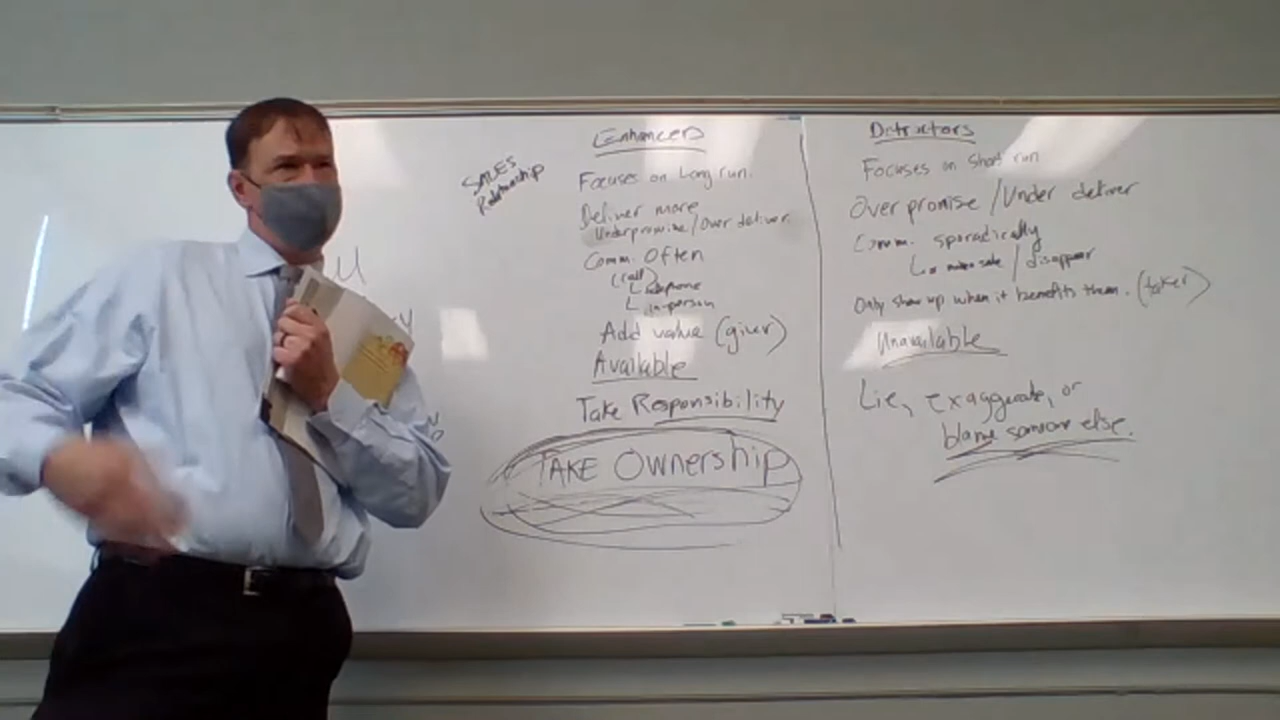 SALES
Relationship
Enhancers
Focuses on Long run.
Deliver more
Underpromise/Over deliver.
Comm. Often
(call)
in-person
Add value (giver)
Available
Take Responsibility
TAKE Ownership
Detractors
Focuses on short run
Over promise / Under deliver
Comm. sporadically
make sale / disappear
Only show up when it benefits them. (taker)
Unavailable
Lie, exaggerate, or
blame someone else.